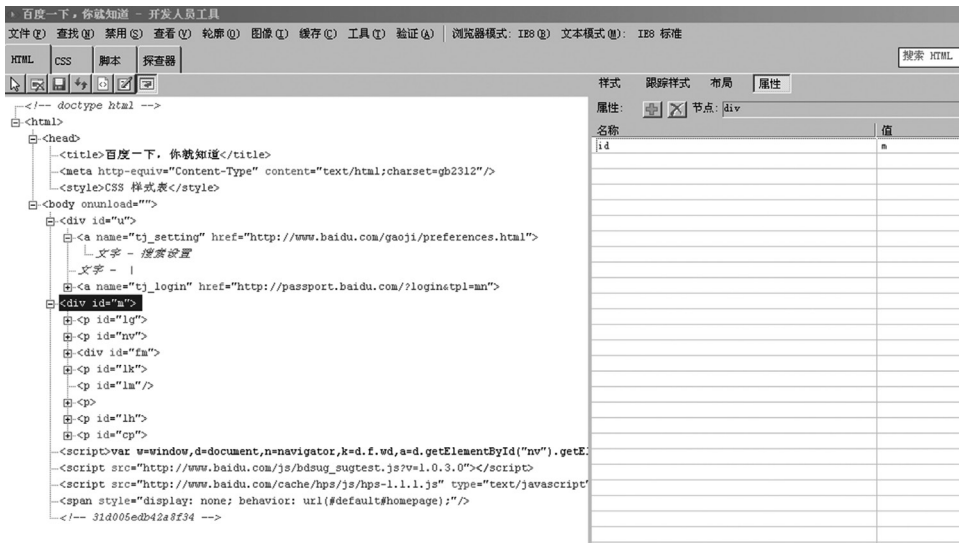 百度一下，你就知道 - 开发人员工具
文件(F) 查找(N) 禁用(S) 查看(V) 轮廓(O) 图像(I) 缓存(C) 工具(T) 验证(A) 浏览器模式: IE8(B) 文本模式(M): IE8 标准
HTML CSS 脚本 探查器 搜索 HTML
样式 跟踪样式 布局 属性
属性: 节点: div
名称 值
id m
<!-- doctype html -->
<html>
<head>
<title>百度一下，你就知道</title>
<meta http-equiv="Content-Type" content="text/html;charset=gb2312"/>
<style>CSS 样式表</style>
<body onunload="">
<div id="u">
<a name="tj_setting" href="http://www.baidu.com/gaoji/preferences.html">
文字 - 搜索设置
文字 - |
<a name="tj_login" href="http://passport.baidu.com/?login&tpl=mn">
<div id="m">
<p id="lg">
<p id="nv">
<div id="fm">
<p id="lk">
<p id="lm"/>
<p>
<p id="lh">
<p id="cp">
<script>var w=window,d=document,n=navigator,k=d.f.wd,a=d.getElementById("nv").getE
<script src="http://www.baidu.com/js/bdsug_sugtest.js?v=1.0.3.0"></script>
<script src="http://www.baidu.com/cache/hps/js/hps-1.1.1.js" type="text/javascript"
<span style="display: none; behavior: url(#default#homepage);"/>
<!-- 31d005edb42a8f34 -->